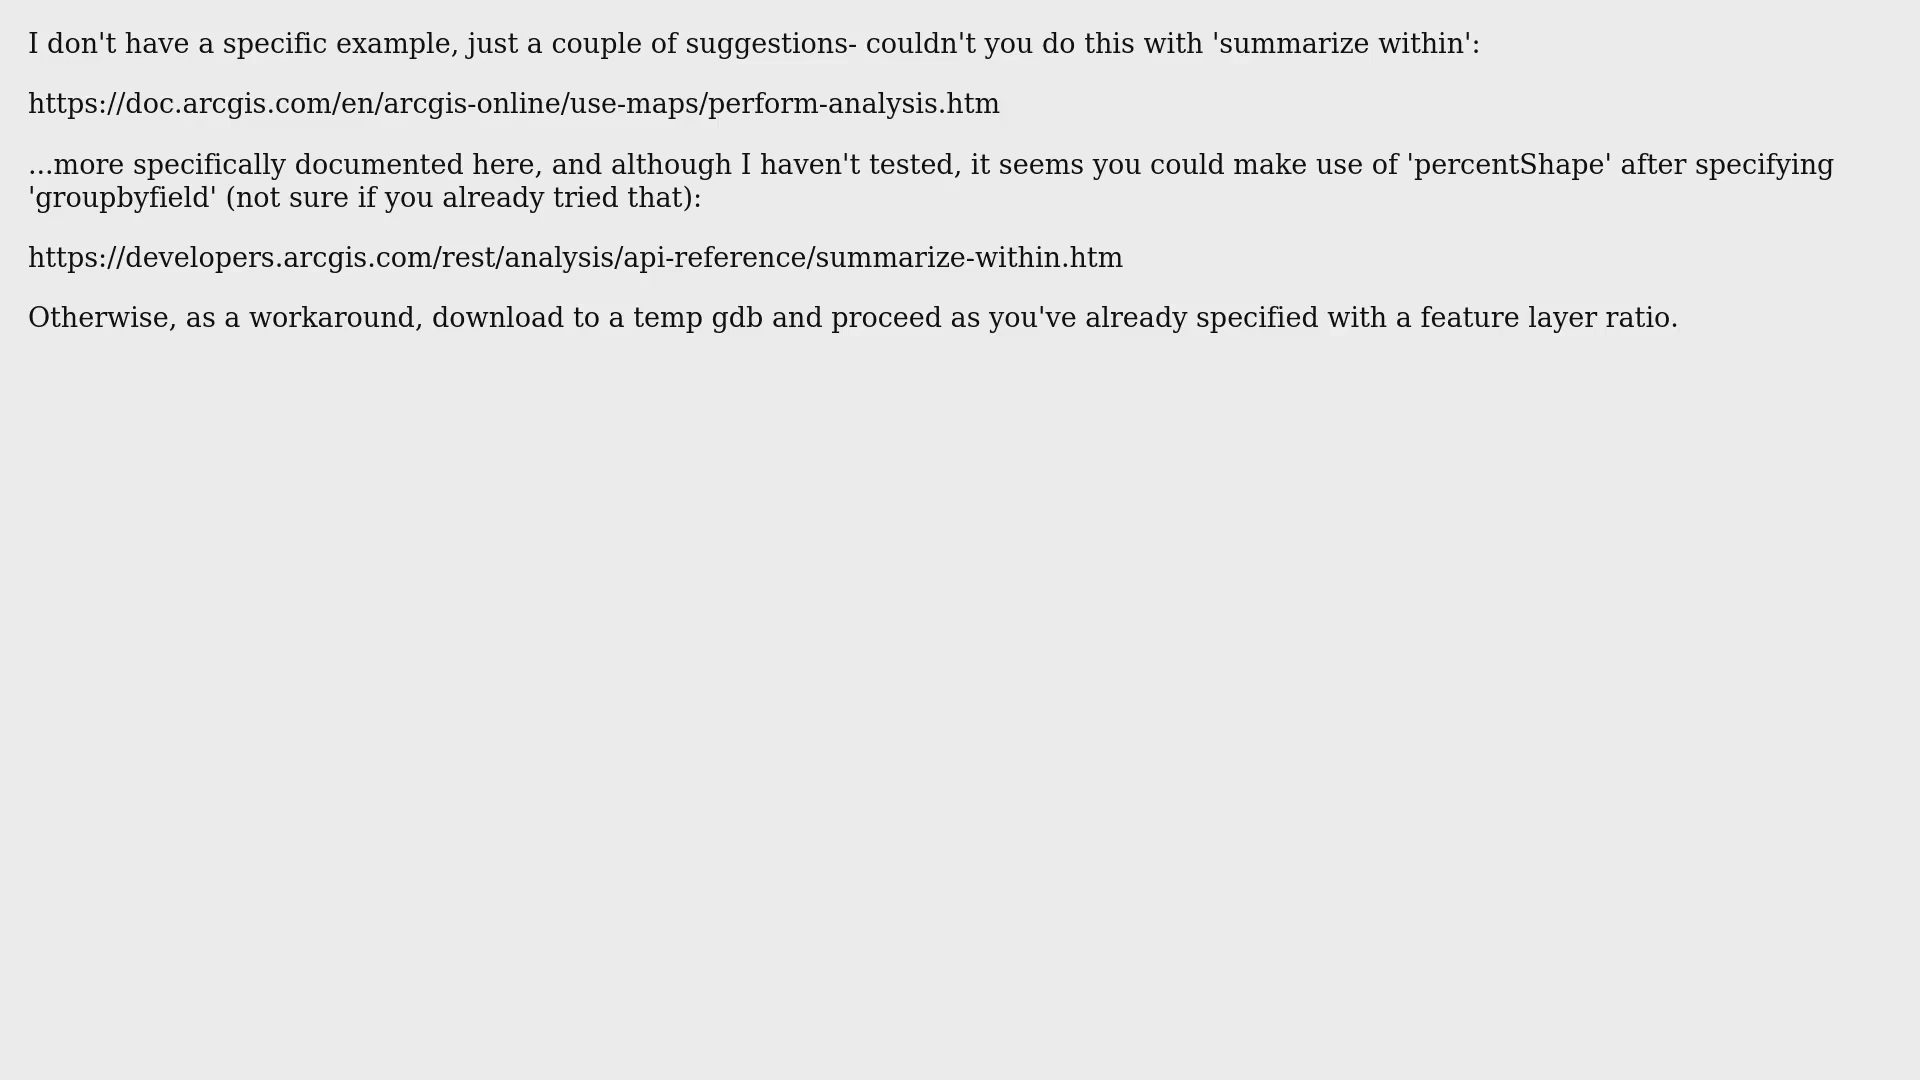 I don't have a specific example, just a couple of suggestions- couldn't you do this with 'summarize within':
https://doc.arcgis.com/en/arcgis-online/use-maps/perform-analysis.htm
...more specifically documented here, and although I haven't tested, it seems you could make use of 'percentShape' after specifying
'groupbyfield' (not sure if you already tried that):
https://developers.arcgis.com/rest/analysis/api-reference/summarize-within.htm
Otherwise, as a workaround, download to a temp gdb and proceed as you've already specified with a feature layer ratio.